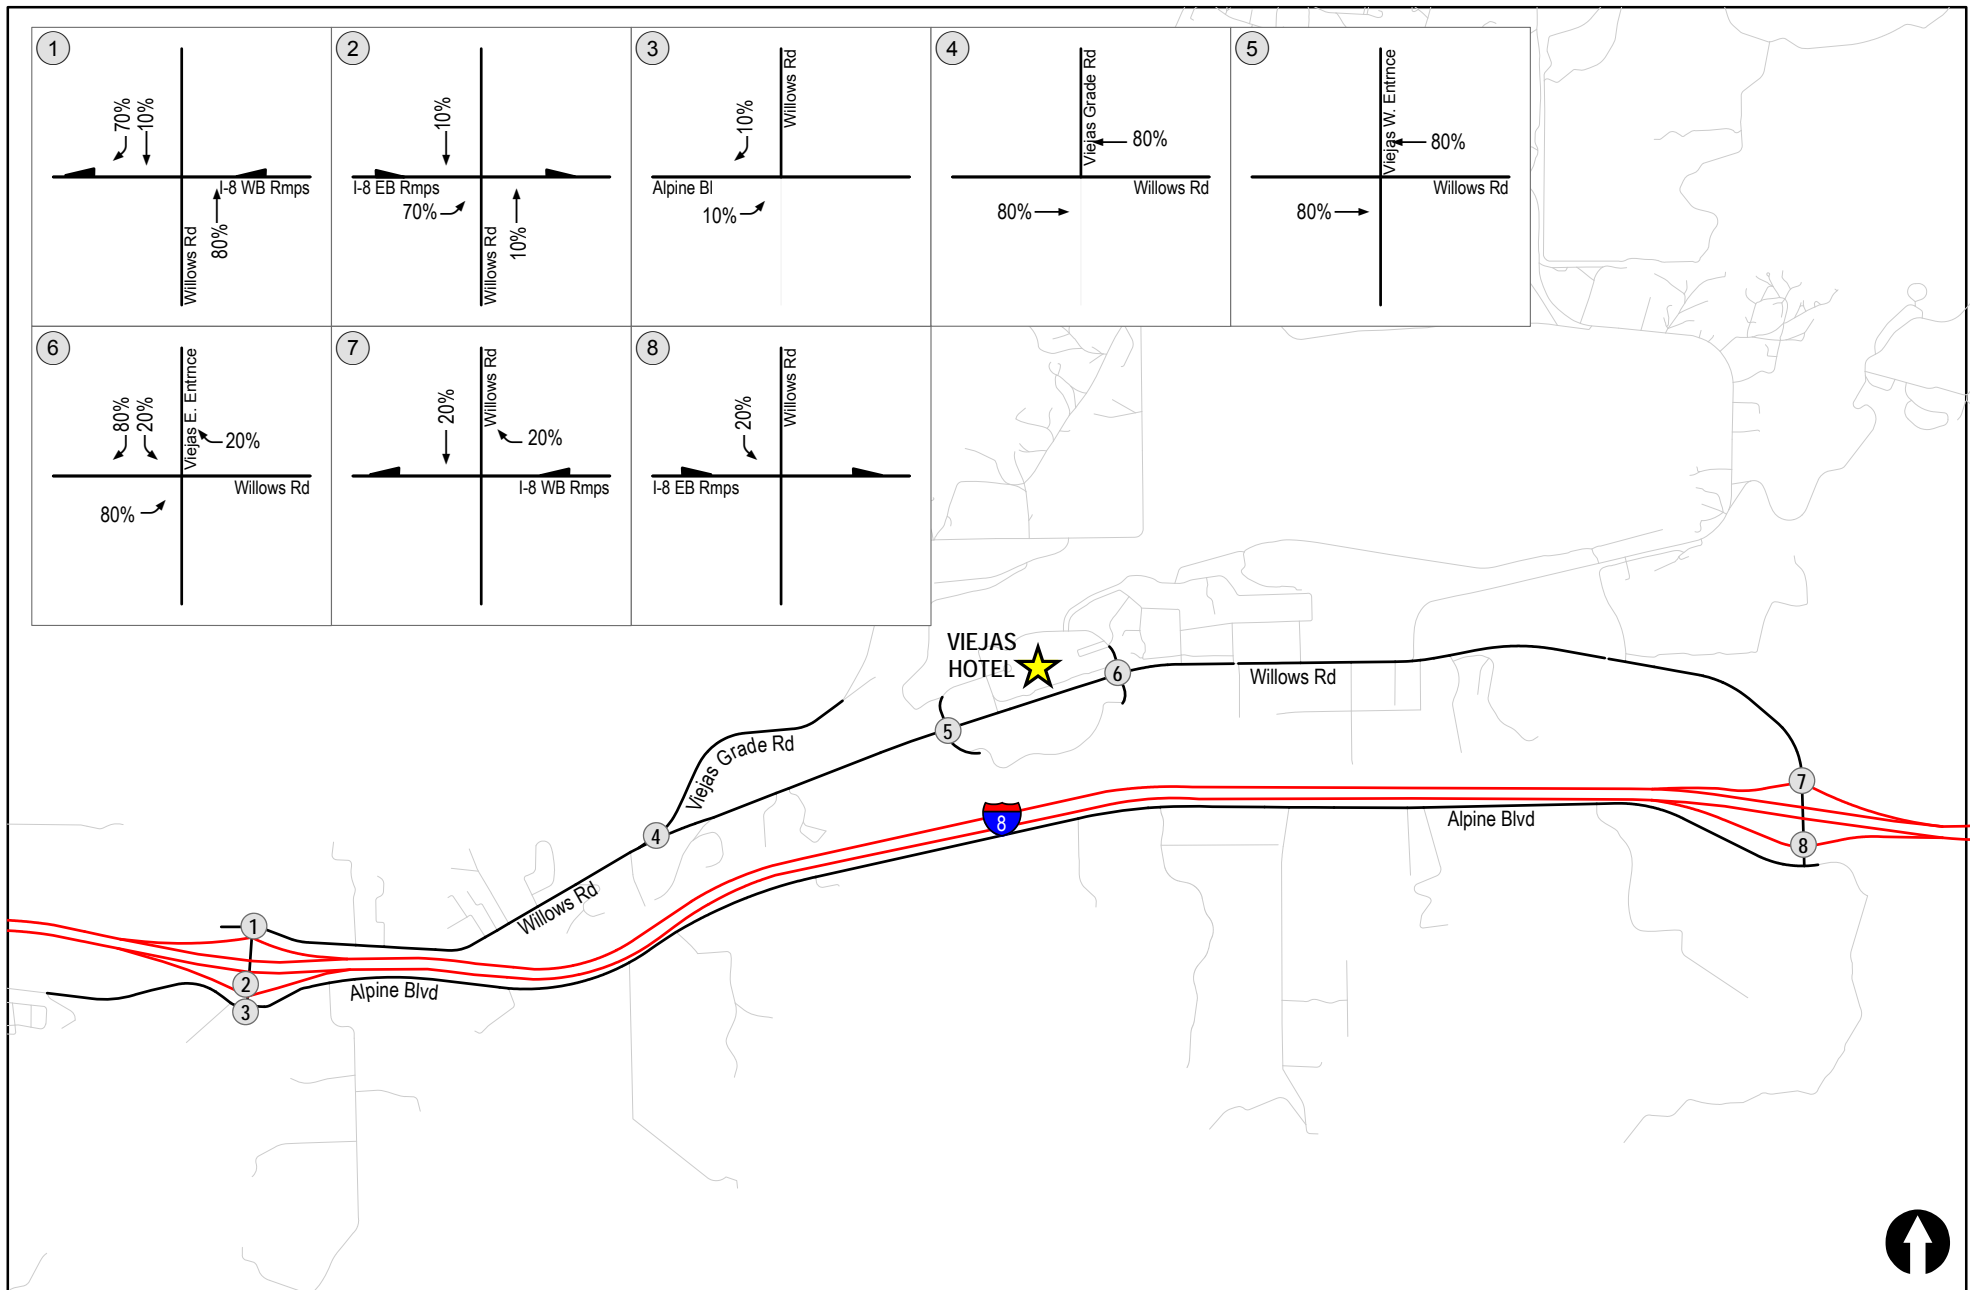 1
70%
10%
I-8 WB Rmps
Willows Rd
80%
2
10%
I-8 EB Rmps
70%
Willows Rd
10%
3
10%
Willows Rd
Alpine Bl
10%
4
Viejas Grade Rd
80%
Willows Rd
80%
5
Viejas W. Entrnce
80%
Willows Rd
80%
6
80%
20%
Viejas E. Entrnce
20%
Willows Rd
80%
7
20%
Willows Rd
20%
I-8 WB Rmps
8
20%
Willows Rd
I-8 EB Rmps
VIEJAS
HOTEL
6
Willows Rd
5
Viejas Grade Rd
7
8
Alpine Blvd
4
8
Willows Rd
1
2
Alpine Blvd
3